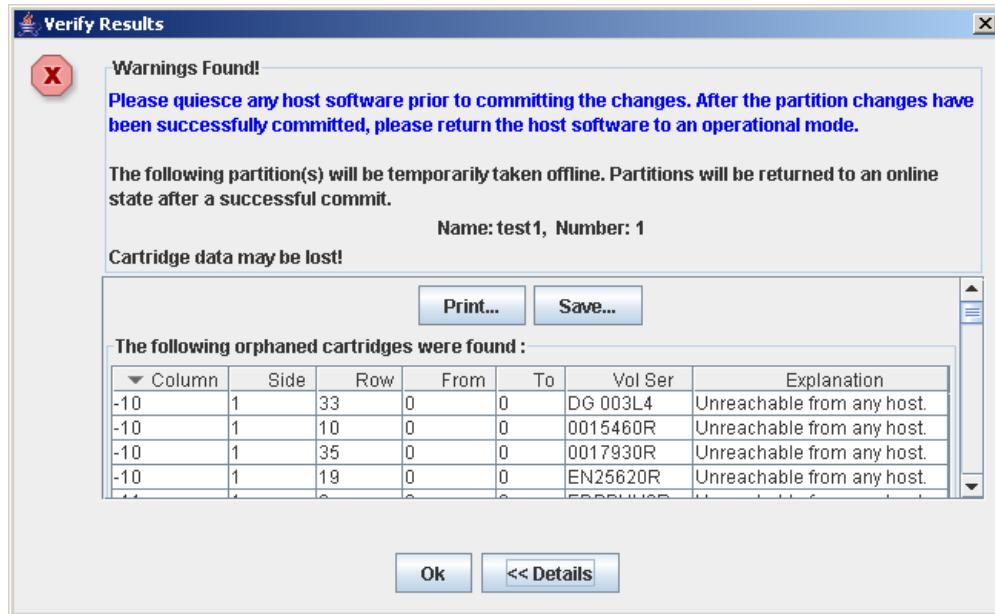 Verify Results
Warnings Found!
Please quiesce any host software prior to committing the changes. After the partition changes have
been successfully committed, please return the host software to an operational mode.
The following partition(s) will be temporarily taken offline. Partitions will be returned to an online
state after a successful commit.
Name: test1, Number: 1
Cartridge data may be lost!
Print... Save...
The following orphaned cartridges were found :
Column Side Row From To Vol Ser Explanation
-10 1 33 0 0 DG 003L4 Unreachable from any host.
-10 1 10 0 0 0015460R Unreachable from any host.
-10 1 35 0 0 0017930R Unreachable from any host.
-10 1 19 0 0 EN25620R Unreachable from any host.
Ok << Details